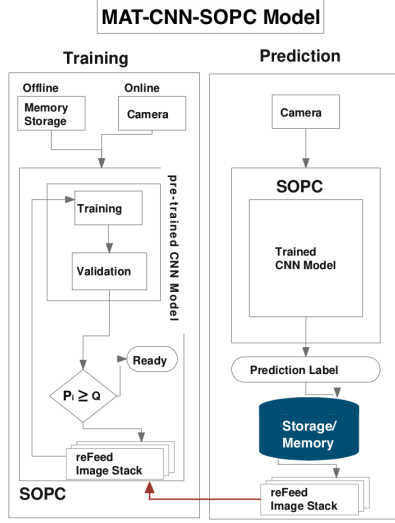 MAT-CNN-SOPC Model
Training
Prediction
Offline
Online
Memory
Storage
Camera
Camera
pre-trained CNN Model
Training
Validation
SOPC
Trained
CNN Model
Ready
Pi ≥ Q
Prediction Label
Storage/
Memory
reFeed
Image Stack
SOPC
reFeed
Image Stack